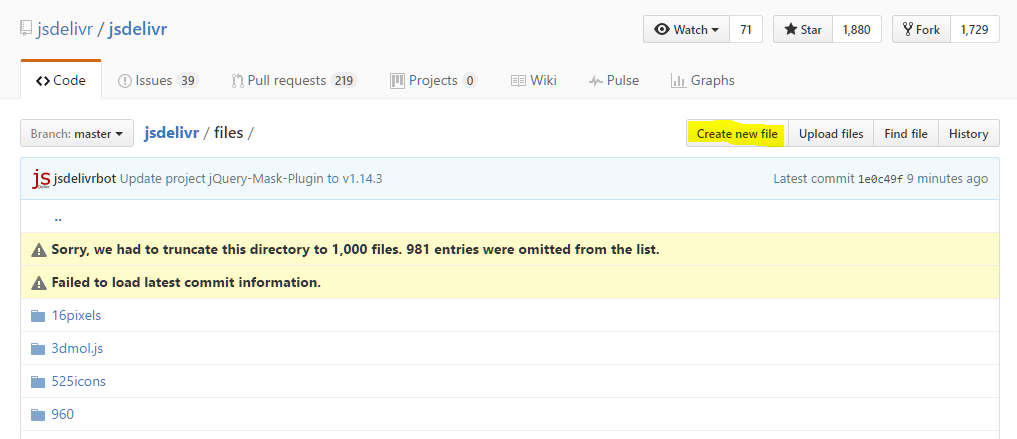 jsdelivr / jsdelivr Watch 71 Star 1,880 Fork 1,729
Code Issues 39 Pull requests 219 Projects 0 Wiki Pulse Graphs
Branch: master jsdelivr / files / Create new file Upload files Find file History
js jsdelivrbot Update project jQuery-Mask-Plugin to v1.14.3 Latest commit 1e0c49f 9 minutes ago
..
Sorry, we had to truncate this directory to 1,000 files. 981 entries were omitted from the list.
Failed to load latest commit information.
16pixels
3dmol.js
525icons
960